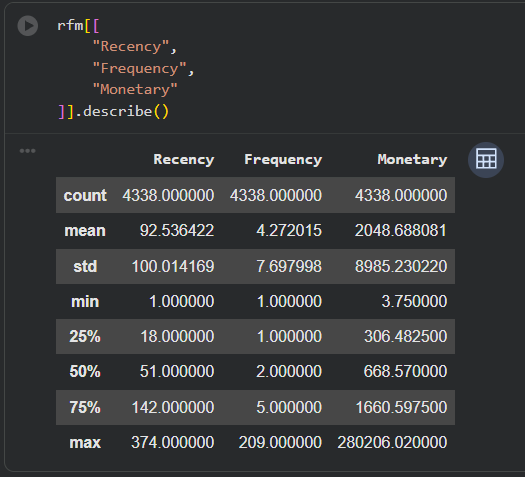 rfm[[
"Recency",
"Frequency",
"Monetary"
]].describe()
Recency Frequency Monetary
count 4338.000000 4338.000000 4338.000000
mean 92.536422 4.272015 2048.688081
std 100.014169 7.697998 8985.230220
min 1.000000 1.000000 3.750000
25% 18.000000 1.000000 306.482500
50% 51.000000 2.000000 668.570000
75% 142.000000 5.000000 1660.597500
max 374.000000 209.000000 280206.020000